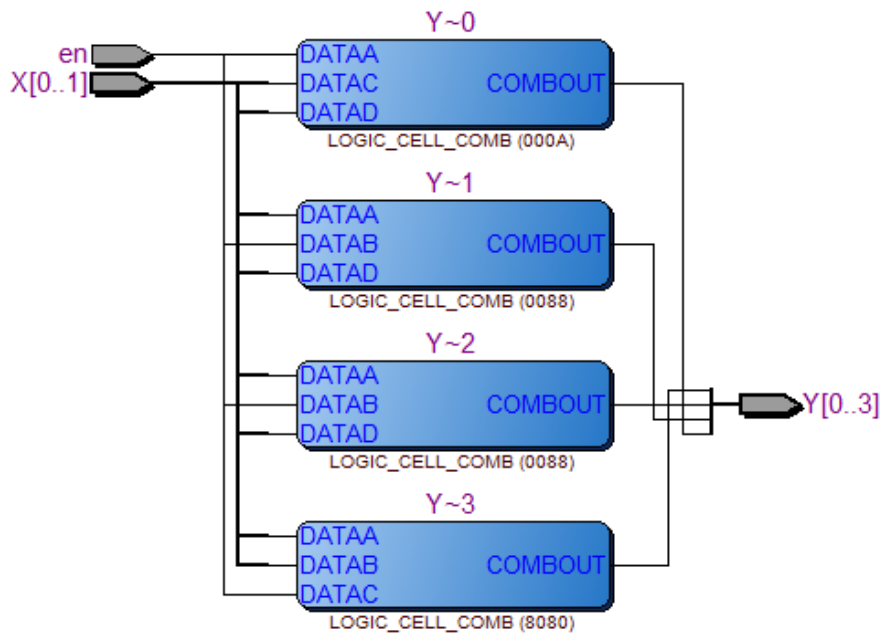 Y~0
en
X[0..1]
DATAA
DATAC COMBOUT
DATAD
LOGIC_CELL_COMB (000A)
Y~1
DATAA
DATAB COMBOUT
DATAD
LOGIC_CELL_COMB (0088)
Y~2
DATAA
DATAB COMBOUT
DATAD
LOGIC_CELL_COMB (0088)
Y[0..3]
Y~3
DATAA
DATAB COMBOUT
DATAC
LOGIC_CELL_COMB (8080)